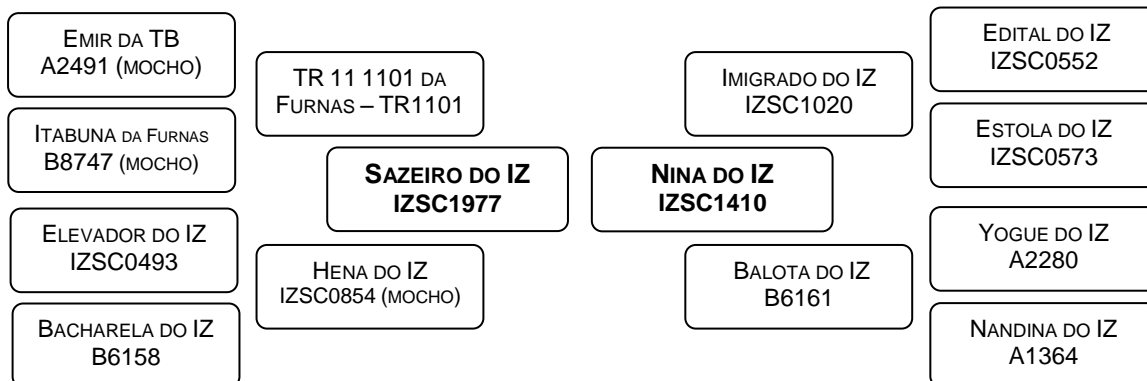 Emir da TB
A2491 (mocho)
Itabuna da Furnas
B8747 (mocho)
Elevador do IZ
IZSC0493
Bacharela do IZ
B6158
TR 11 1101 da
Furnas – TR1101
Hena do IZ
IZSC0854 (mocho)
Sazeiro do IZ
IZSC1977
Nina do IZ
IZSC1410
Imigrado do IZ
IZSC1020
Balota do IZ
B6161
Edital do IZ
IZSC0552
Estola do IZ
IZSC0573
Yogue do IZ
A2280
Nandina do IZ
A1364